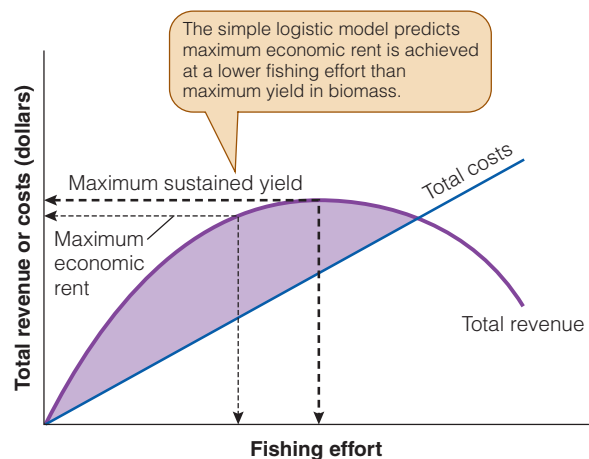 The simple logistic model predicts
maximum economic rent is achieved
at a lower fishing effort than
maximum yield in biomass.
Total revenue or costs (dollars)
Maximum sustained yield
Total costs
Maximum
economic
rent
Total revenue
Fishing effort